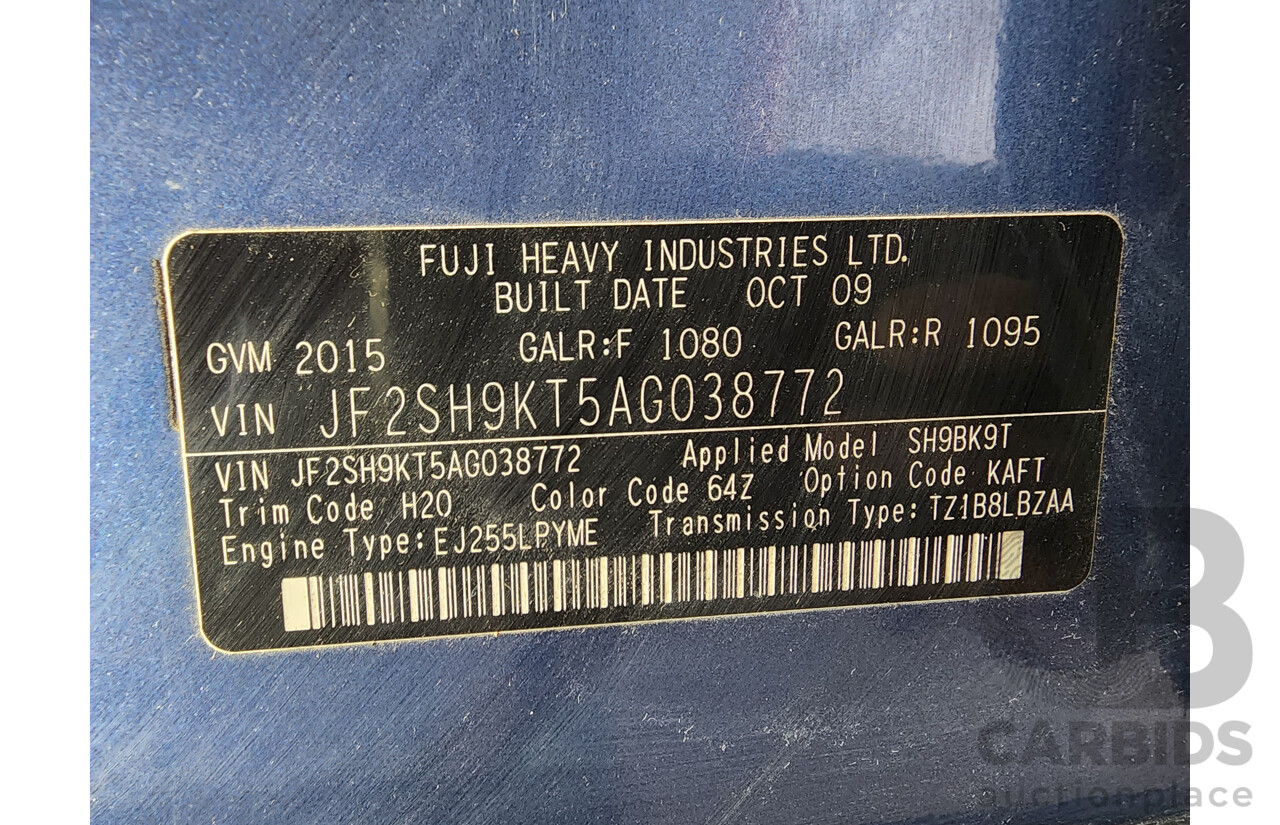 FUJI HEAVY INDUSTRIES LTD.
BUILT DATE OCT 09
GVM 2015 GALR:F 1080 GALR:R 1095
VIN JF2SH9KT5AG038772
VIN JF2SH9KT5AG038772 Applied Model SH9BK9T
Trim Code H20 Color Code 64Z Option Code KAFT
Engine Type:EJ255LPYME Transmission Type:TZ1B8LBZAA
CB
CARBIDS
auctionplace